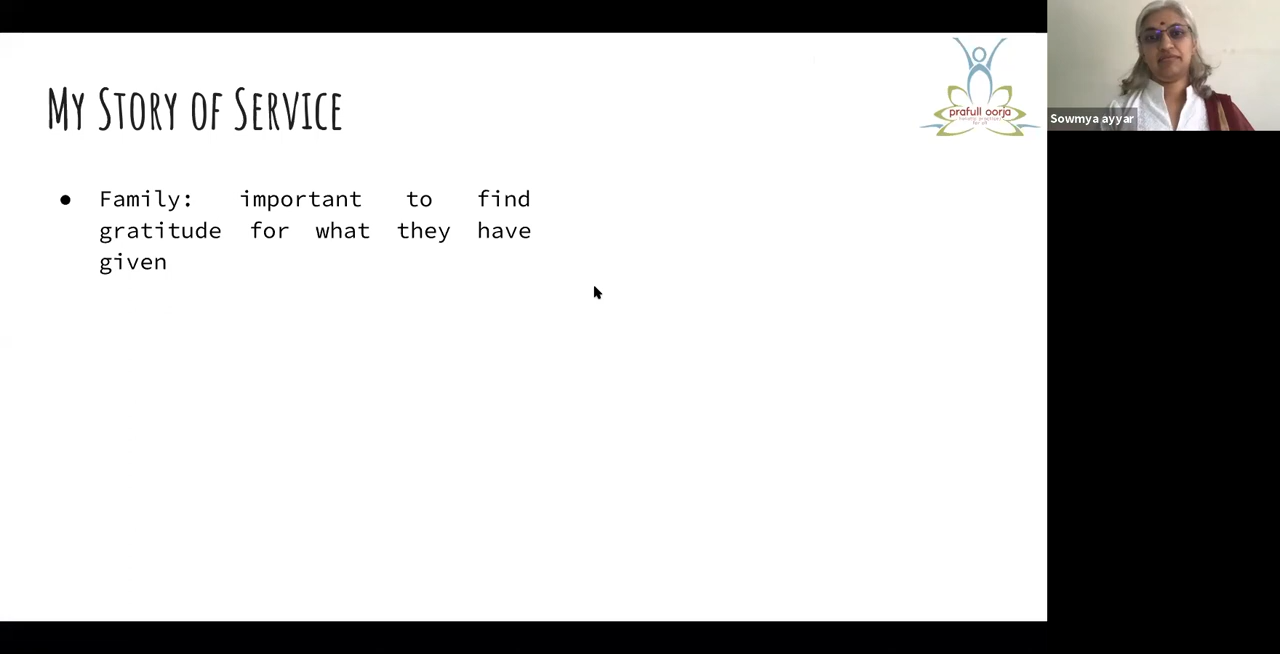 My Story of Service
prafull oorja
Sowmya ayyar
● Family: important to find
gratitude for what they have
given